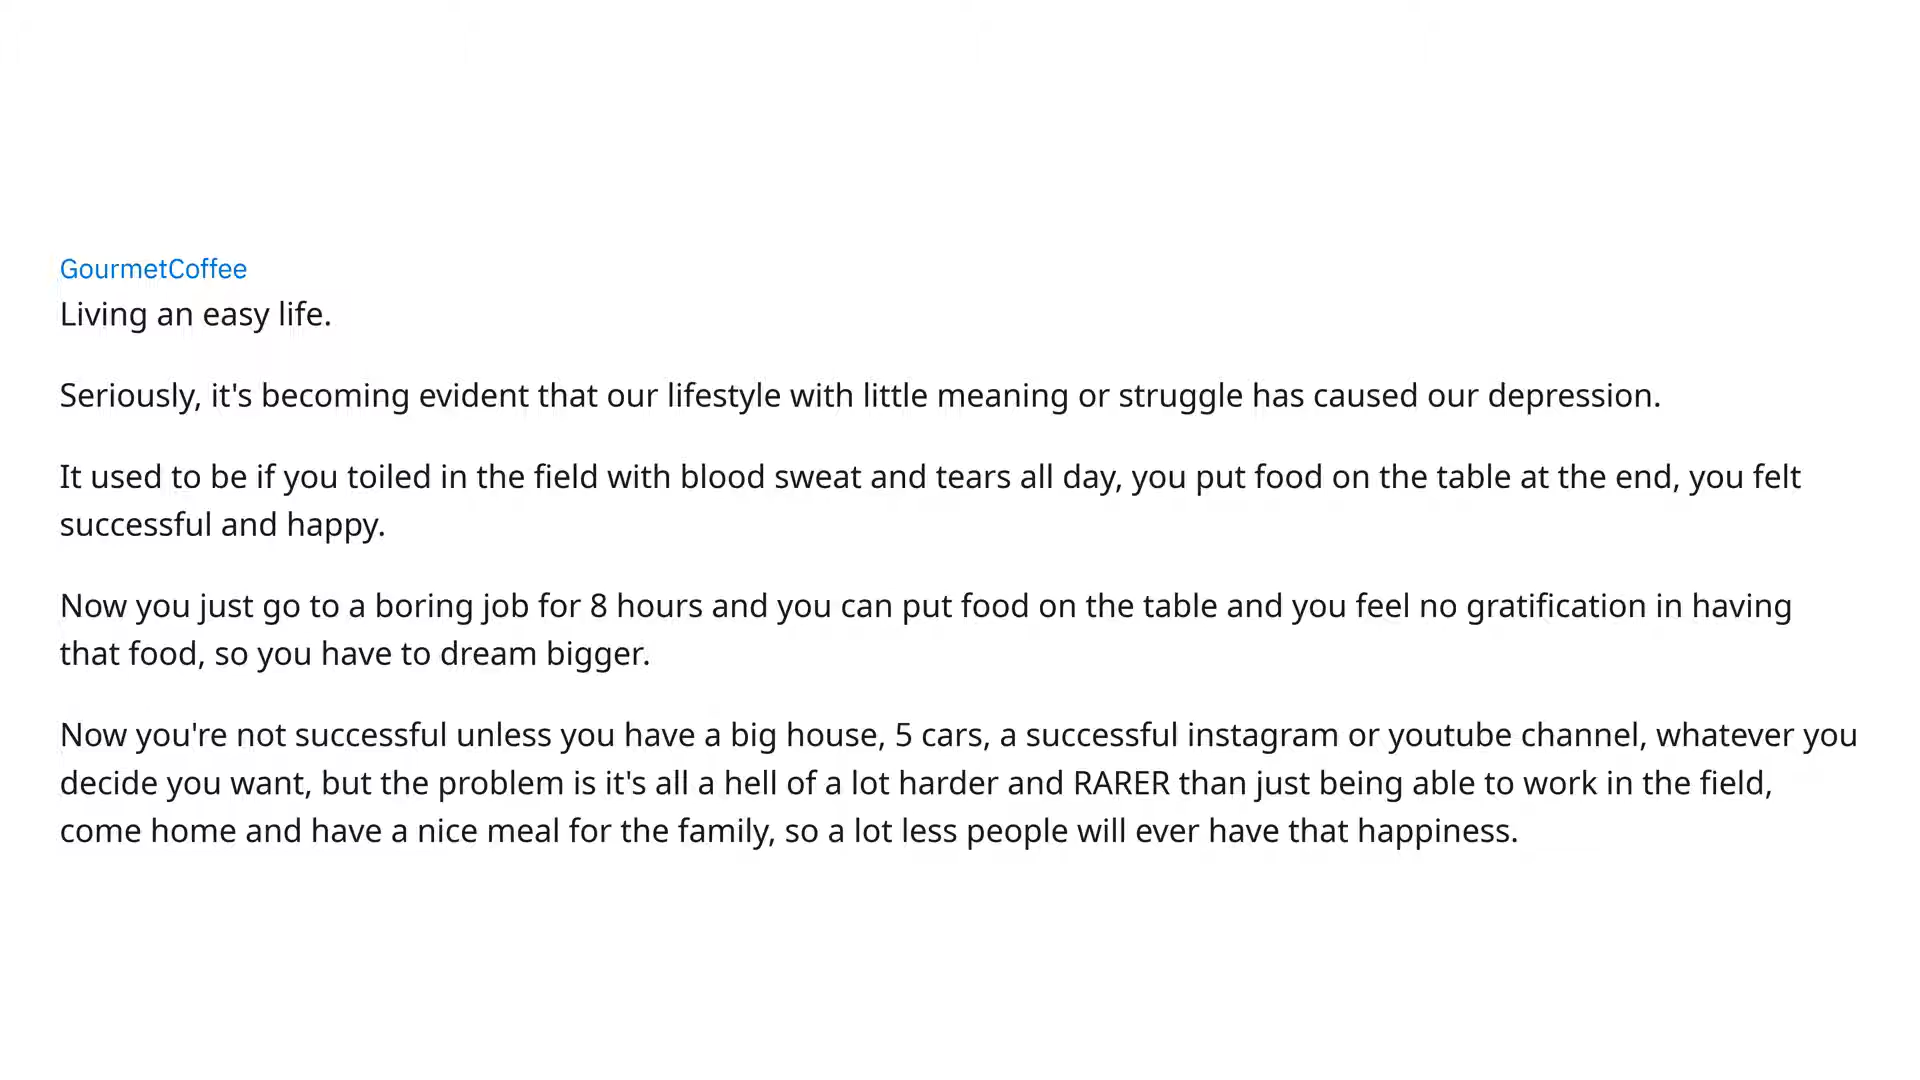 GourmetCoffee
Living an easy life.
Seriously, it's becoming evident that our lifestyle with little meaning or struggle has caused our depression.
It used to be if you toiled in the field with blood sweat and tears all day, you put food on the table at the end, you felt
successful and happy.
Now you just go to a boring job for 8 hours and you can put food on the table and you feel no gratification in having
that food, so you have to dream bigger.
Now you're not successful unless you have a big house, 5 cars, a successful instagram or youtube channel, whatever you
decide you want, but the problem is it's all a hell of a lot harder and RARER than just being able to work in the field,
come home and have a nice meal for the family, so a lot less people will ever have that happiness.